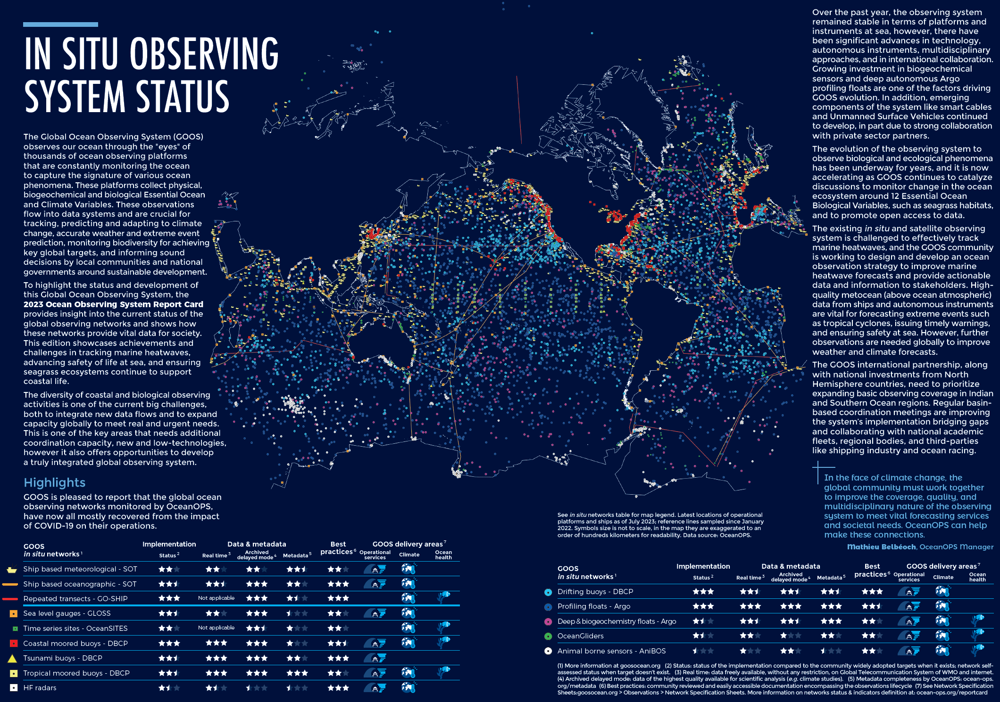 IN SITU OBSERVING
SYSTEM STATUS
The Global Ocean Observing System (GOOS)
observes our ocean through the "eyes" of
thousands of ocean observing platforms
that are constantly monitoring the ocean
to capture the signature of various ocean
phenomena. These platforms collect physical,
biogeochemical and biological Essential Ocean
and Climate Variables. These observations
flow into data systems and are crucial for
tracking, predicting and adapting to climate
change, accurate weather and extreme event
prediction, monitoring biodiversity for achieving
key global targets, and informing sound
decisions by local communities and national
governments around sustainable development.
To highlight the status and development of
this Global Ocean Observing System, the
2023 Ocean Observing System Report Card
provides insight into the current status of the
global observing networks and shows how
these networks provide vital data for society.
This edition showcases achievements and
challenges in tracking marine heatwaves,
advancing safety of life at sea, and ensuring
seagrass ecosystems continue to support
coastal life.
The diversity of coastal and biological observing
activities is one of the current big challenges,
both to integrate new data flows and to expand
capacity globally to meet real and urgent needs.
This is one of the key areas that needs additional
coordination capacity, new and low-technologies,
however it also offers opportunities to develop
a truly integrated global observing system.
Highlights
GOOS is pleased to report that the global ocean
observing networks monitored by OceanOPS,
have now all mostly recovered from the impact
of COVID-19 on their operations.
Over the past year, the observing system
remained stable in terms of platforms and
instruments at sea, however, there have
been significant advances in technology,
autonomous instruments, multidisciplinary
approaches, and in international collaboration.
Growing investment in biogeochemical
sensors and deep autonomous Argo
profiling floats are one of the factors driving
GOOS evolution. In addition, emerging
components of the system like smart cables
and Unmanned Surface Vehicles continued
to develop, in part due to strong collaboration
with private sector partners.
The evolution of the observing system to
observe biological and ecological phenomena
has been underway for years, and it is now
accelerating as GOOS continues to catalyze
discussions to monitor change in the ocean
ecosystem around 12 Essential Ocean
Biological Variables, such as seagrass habitats,
and to promote open access to data.
The existing in situ and satellite observing
system is challenged to effectively track
marine heatwaves, and the GOOS community
is working to design and develop an ocean
observation strategy to improve marine
heatwave forecasts and provide actionable
data and information to stakeholders. High-
quality metocean (above ocean atmospheric)
data from ships and autonomous instruments
are vital for forecasting extreme events such
as tropical cyclones, issuing timely warnings,
and ensuring safety at sea. However, further
observations are needed globally to improve
weather and climate forecasts.
The GOOS international partnership, along
with national investments from North
Hemisphere countries, need to prioritize
expanding basic observing coverage in Indian
and Southern Ocean regions. Regular basin-
based coordination meetings are improving
the system's implementation bridging gaps
and collaborating with national academic
fleets, regional bodies, and third-parties
like shipping industry and ocean racing.
In the face of climate change, the
global community must work together
to improve the coverage, quality, and
multidisciplinary nature of the observing
system to meet vital forecasting services
and societal needs. OceanOPS can help
make these connections.
Mathieu Belbéoch, OceanOPS Manager
See in situ networks table for map legend. Latest locations of operational
platforms and ships as of July 2023; reference lines sampled since January
2022. Symbols size is not to scale, in the map they are exaggerated to an
order of hundreds kilometers for readability. Data source: OceanOPS.
GOOS in situ networks 1
Implementation Data & metadata Best practices 6 GOOS delivery areas 7
Status 2 Real time 3 Archived delayed mode 4 Metadata 5 Operational services Climate Ocean health
Ship based meteorological - SOT
Ship based oceanographic - SOT
Repeated transects - GO-SHIP Not applicable
Sea level gauges - GLOSS
Time series sites - OceanSITES Not applicable
Coastal moored buoys - DBCP
Tsunami buoys - DBCP
Tropical moored buoys - DBCP
HF radars
GOOS in situ networks 1
Implementation Data & metadata Best practices 6 GOOS delivery areas 7
Status 2 Real time 3 Archived delayed mode 4 Metadata 5 Operational services Climate Ocean health
Drifting buoys - DBCP
Profiling floats - Argo
Deep & biogeochemistry floats - Argo
OceanGliders
Animal borne sensors - AniBOS
(1) More information at goosocean.org (2) Status: status of the implementation compared to the community widely adopted targets when it exists; network self-
assessed status when target doesn't exist. (3) Real time: data freely available, without any restriction, on Global Telecommunication System of WMO and internet.
(4) Archived delayed mode: data of the highest quality available for scientific analysis (e.g. climate studies). (5) Metadata completeness by OceanOPS: ocean-ops.
org/metadata (6) Best practices: community reviewed and easily accessible documentation encompassing the observations lifecycle (7) See Network Specification
Sheets:goosocean.org > Observations > Network Specification Sheets. More information on networks status & indicators definition at: ocean-ops.org/reportcard